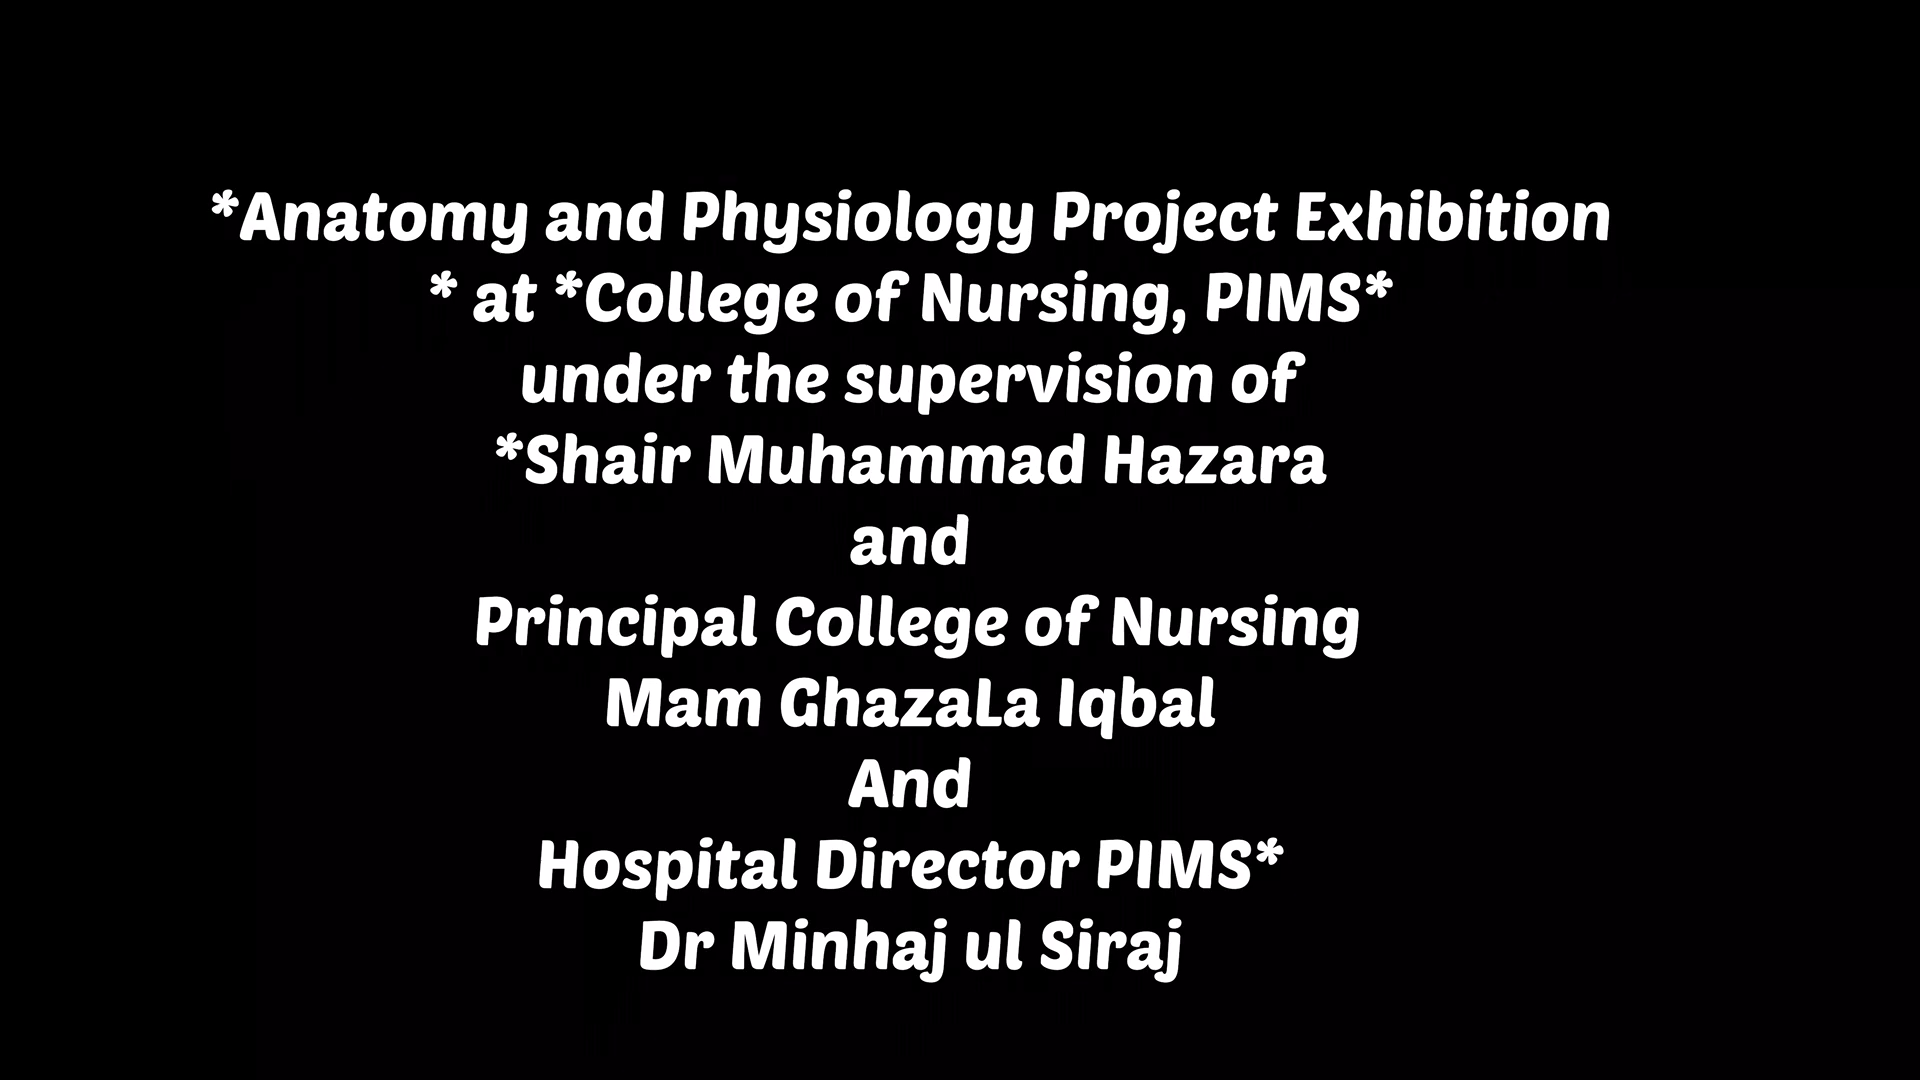 *Anatomy and Physiology Project Exhibition
* at *College of Nursing, PIMS*
under the supervision of
*Shair Muhammad Hazara
and
Principal College of Nursing
Mam GhazaLa Iqbal
And
Hospital Director PIMS*
Dr Minhaj ul Siraj